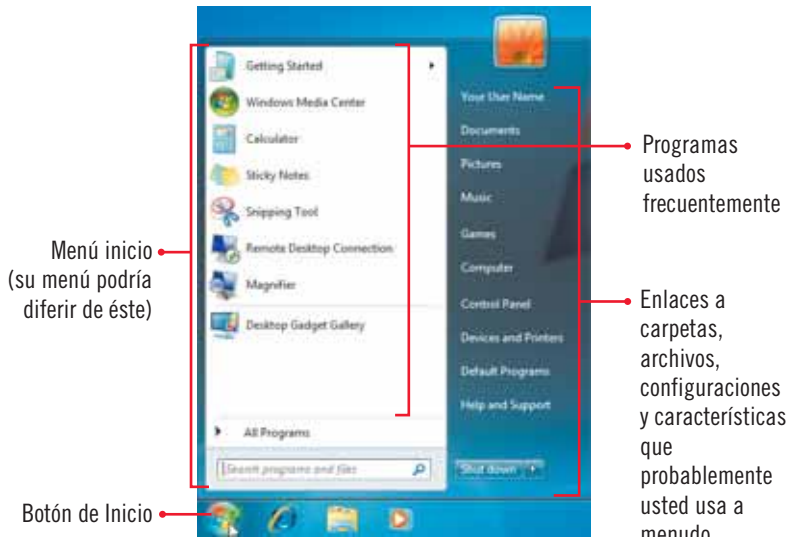 Getting Started
Windows Media Center
Calculator
Sticky Notes
Snipping Tool
Remote Desktop Connection
Magnifier
Desktop Gadget Gallery
All Programs
Search programs and files
Your User Name
Documents
Pictures
Music
Games
Computer
Control Panel
Devices and Printers
Default Programs
Help and Support
Shut down
Menú inicio
(su menú podría
diferir de éste)
Botón de Inicio
Programas
usados
frecuentemente
Enlaces a
carpetas,
archivos,
configuraciones
y características
que
probablemente
usted usa a
menudo